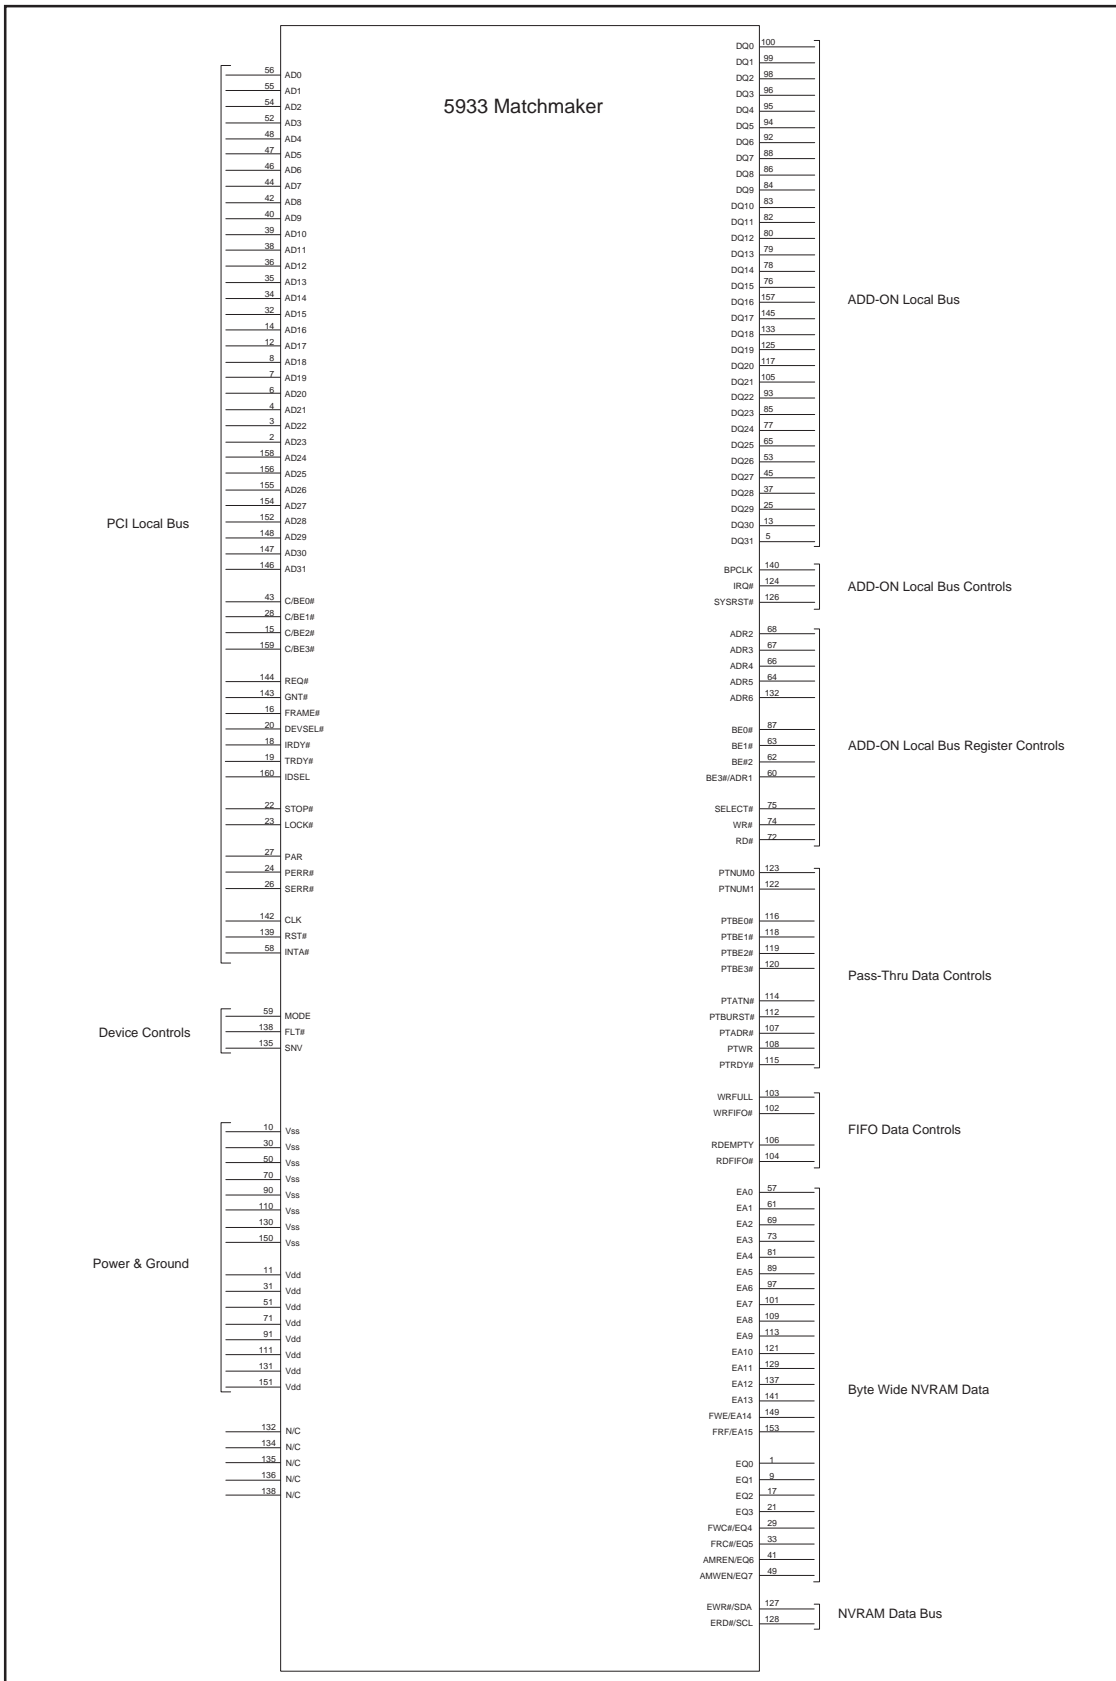 5933 Matchmaker
PCI Local Bus
56 AD0
55 AD1
54 AD2
52 AD3
48 AD4
47 AD5
46 AD6
44 AD7
42 AD8
40 AD9
39 AD10
38 AD11
36 AD12
35 AD13
34 AD14
32 AD15
14 AD16
12 AD17
8 AD18
7 AD19
6 AD20
4 AD21
3 AD22
2 AD23
158 AD24
156 AD25
155 AD26
154 AD27
152 AD28
148 AD29
147 AD30
146 AD31
43 C/BE0#
28 C/BE1#
15 C/BE2#
159 C/BE3#
144 REQ#
143 GNT#
16 FRAME#
20 DEVSEL#
18 IRDY#
19 TRDY#
160 IDSEL
22 STOP#
23 LOCK#
27 PAR
24 PERR#
26 SERR#
142 CLK
139 RST#
58 INTA#
Device Controls
59 MODE
138 FLT#
135 SNV
Power & Ground
10 Vss
30 Vss
50 Vss
70 Vss
90 Vss
110 Vss
130 Vss
150 Vss
11 Vdd
31 Vdd
51 Vdd
71 Vdd
91 Vdd
111 Vdd
131 Vdd
151 Vdd
132 N/C
134 N/C
135 N/C
136 N/C
138 N/C
DQ0 100
DQ1 99
DQ2 98
DQ3 96
DQ4 95
DQ5 94
DQ6 92
DQ7 88
DQ8 86
DQ9 84
DQ10 83
DQ11 82
DQ12 80
DQ13 79
DQ14 78
DQ15 76
DQ16 157
DQ17 145
DQ18 133
DQ19 125
DQ20 117
DQ21 105
DQ22 93
DQ23 85
DQ24 77
DQ25 65
DQ26 53
DQ27 45
DQ28 37
DQ29 25
DQ30 13
DQ31 5
ADD-ON Local Bus
BPCLK 140
IRQ# 124
SYSRST# 126
ADD-ON Local Bus Controls
ADR2 68
ADR3 67
ADR4 66
ADR5 64
ADR6 132
BE0# 87
BE1# 63
BE#2 62
BE3#/ADR1 60
SELECT# 75
WR# 74
RD# 72
ADD-ON Local Bus Register Controls
PTNUM0 123
PTNUM1 122
PTBE0# 116
PTBE1# 118
PTBE2# 119
PTBE3# 120
PTATN# 114
PTBURST# 112
PTADR# 107
PTWR 108
PTRDY# 115
Pass-Thru Data Controls
WRFULL 103
WRFIFO# 102
RDEMPTY 106
RDFIFO# 104
FIFO Data Controls
EA0 57
EA1 61
EA2 69
EA3 73
EA4 81
EA5 89
EA6 97
EA7 101
EA8 109
EA9 113
EA10 121
EA11 129
EA12 137
EA13 141
FWE/EA14 149
FRF/EA15 153
EQ0 1
EQ1 9
EQ2 17
EQ3 21
FWC#/EQ4 29
FRC#/EQ5 33
AMREN/EQ6 41
AMWEN/EQ7 49
Byte Wide NVRAM Data
EWR#/SDA 127
ERD#/SCL 128
NVRAM Data Bus